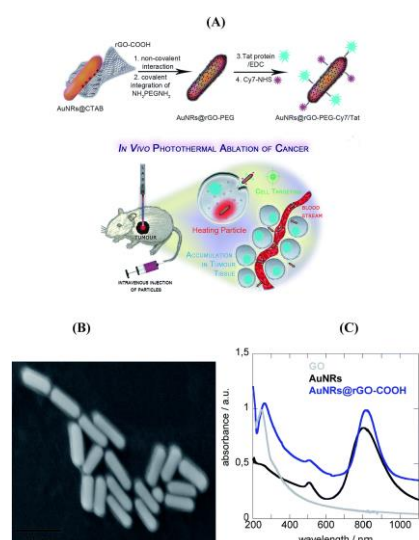 (A)
rGO-COOH
1. non-covalent
interaction
2. covalent
integration of
NH₂PEGNH₂
3.Tat protein
/EDC
4. Cy7-NHS
AuNRs@CTAB
AuNRs@rGO-PEG
AuNRs@rGO-PEG-Cy7/Tat
IN VIVO PHOTOTHERMAL ABLATION OF CANCER
TUMOUR
INTRAVENOUS INJECTION
OF PARTICLES
CELL TARGETING
Heating Particle
BLOOD
STREAM
ACCUMULATION
IN TUMOUR
TISSUE
(B)
(C)
1,5
1
0,5
0
absorbance / a.u.
GO
AuNRs
AuNRs@rGO-COOH
200 400 600 800 1000
wavelength / nm